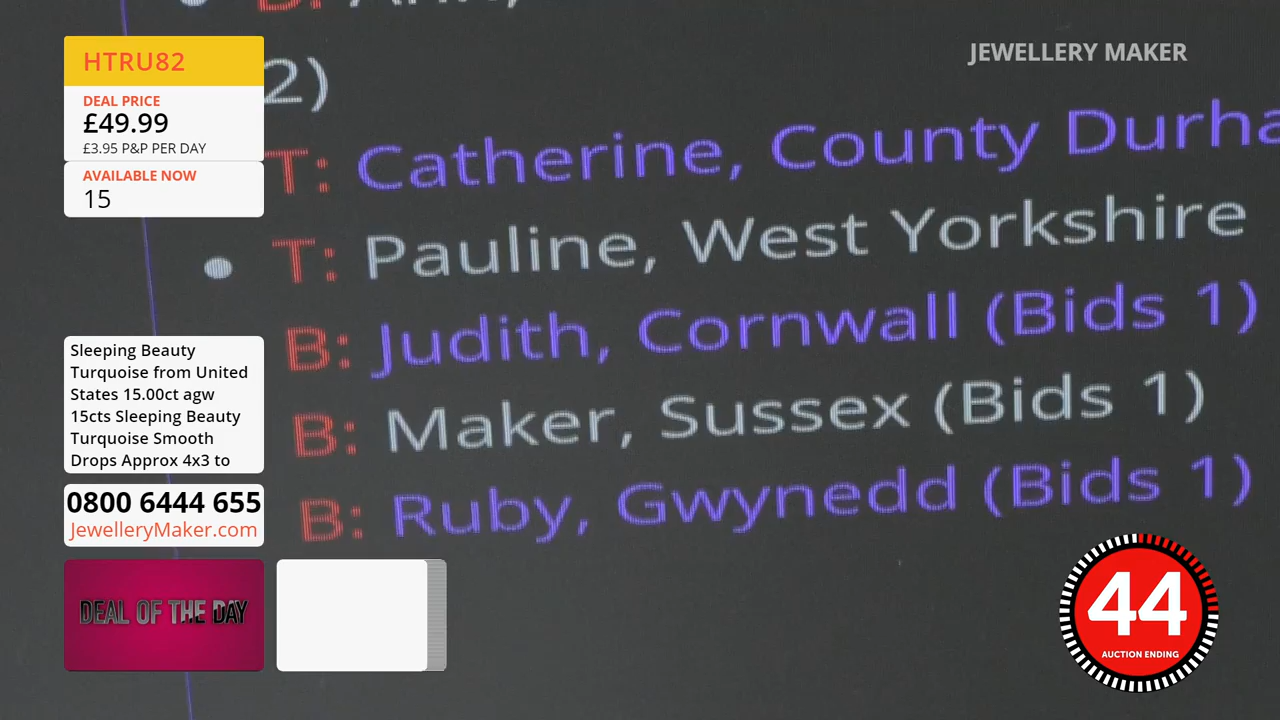 HTRU82
DEAL PRICE
£49.99
£3.95 P&P PER DAY
AVAILABLE NOW
15
JEWELLERY MAKER
2)
T: Catherine, County Durha
T: Pauline, West Yorkshire
B: Judith, Cornwall (Bids 1)
B: Maker, Sussex (Bids 1)
B: Ruby, Gwynedd (Bids 1)
Sleeping Beauty
Turquoise from United
States 15.00ct agw
15cts Sleeping Beauty
Turquoise Smooth
Drops Approx 4x3 to
0800 6444 655
JewelleryMaker.com
DEAL OF THE DAY
44
AUCTION ENDING